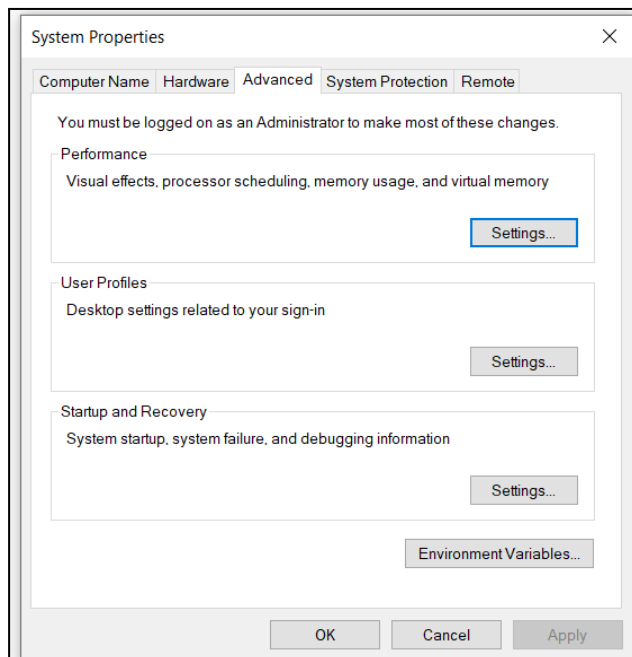 System Properties
Computer Name Hardware Advanced System Protection Remote
You must be logged on as an Administrator to make most of these changes.
Performance
Visual effects, processor scheduling, memory usage, and virtual memory
Settings...
User Profiles
Desktop settings related to your sign-in
Settings...
Startup and Recovery
System startup, system failure, and debugging information
Settings...
Environment Variables...
OK Cancel Apply